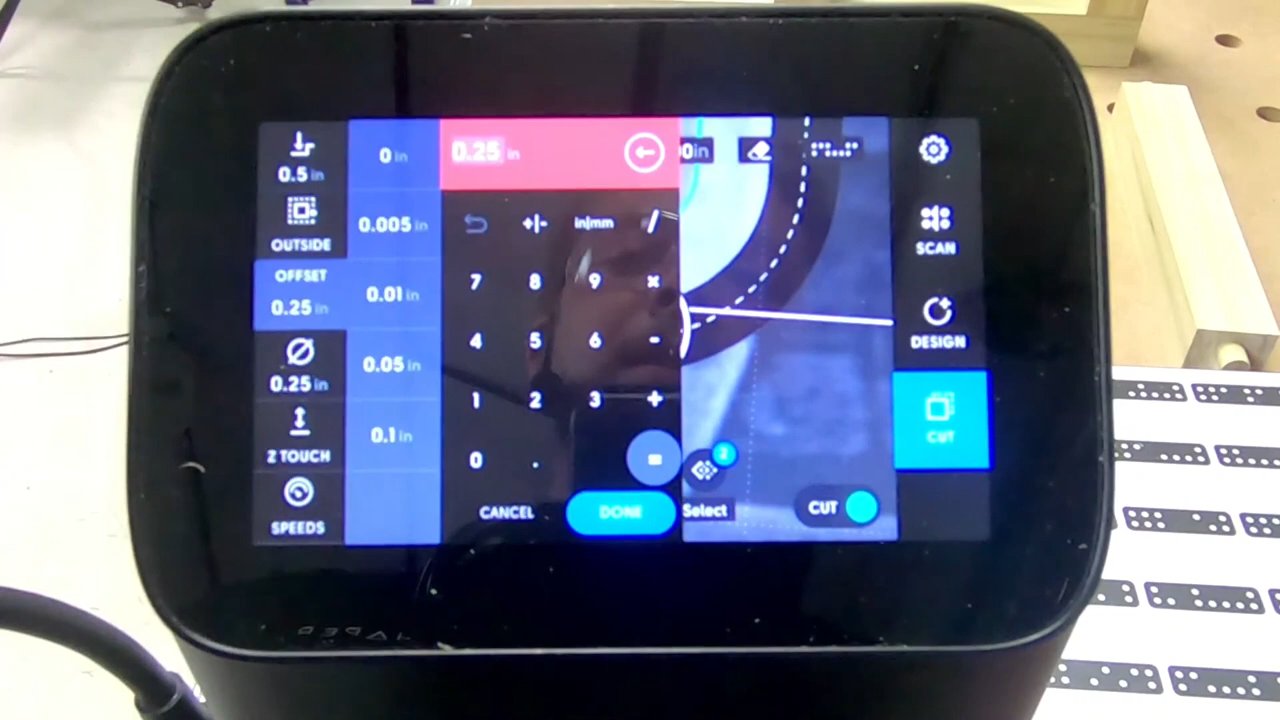 0.5 in
OUTSIDE
OFFSET
0.25 in
0.25 in
Z TOUCH
SPEEDS
0 in
0.005 in
0.01 in
0.05 in
0.1 in
0.25 in
in|mm
/
7 8 9 ×
4 5 6 -
1 2 3 +
0 . =
CANCEL DONE
0in
2
Select
CUT
SCAN
DESIGN
CUT